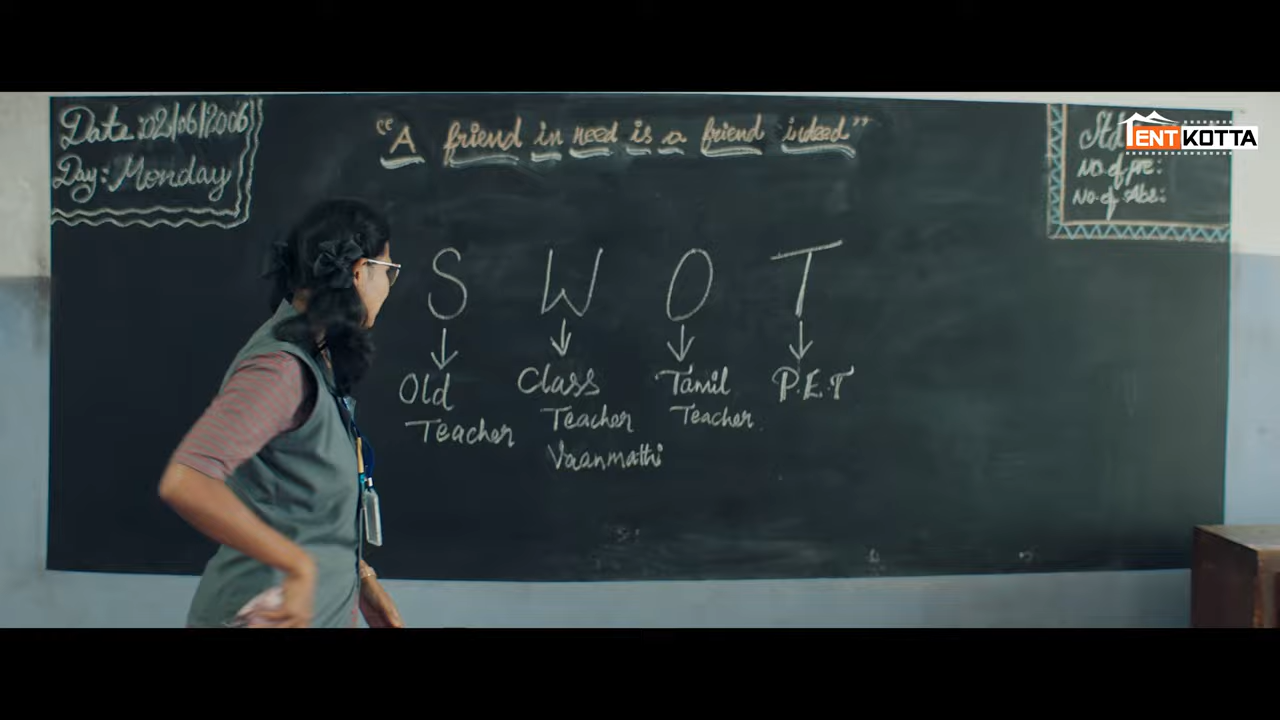 Date:02/06/2006
Day: Monday
"A friend in need is a friend indeed"
TENTKOTTA
No.of pre:
No.of Abs:
S W O T
Old
Teacher
Class
Teacher
Vaanmathi
Tamil
Teacher
P.E.T